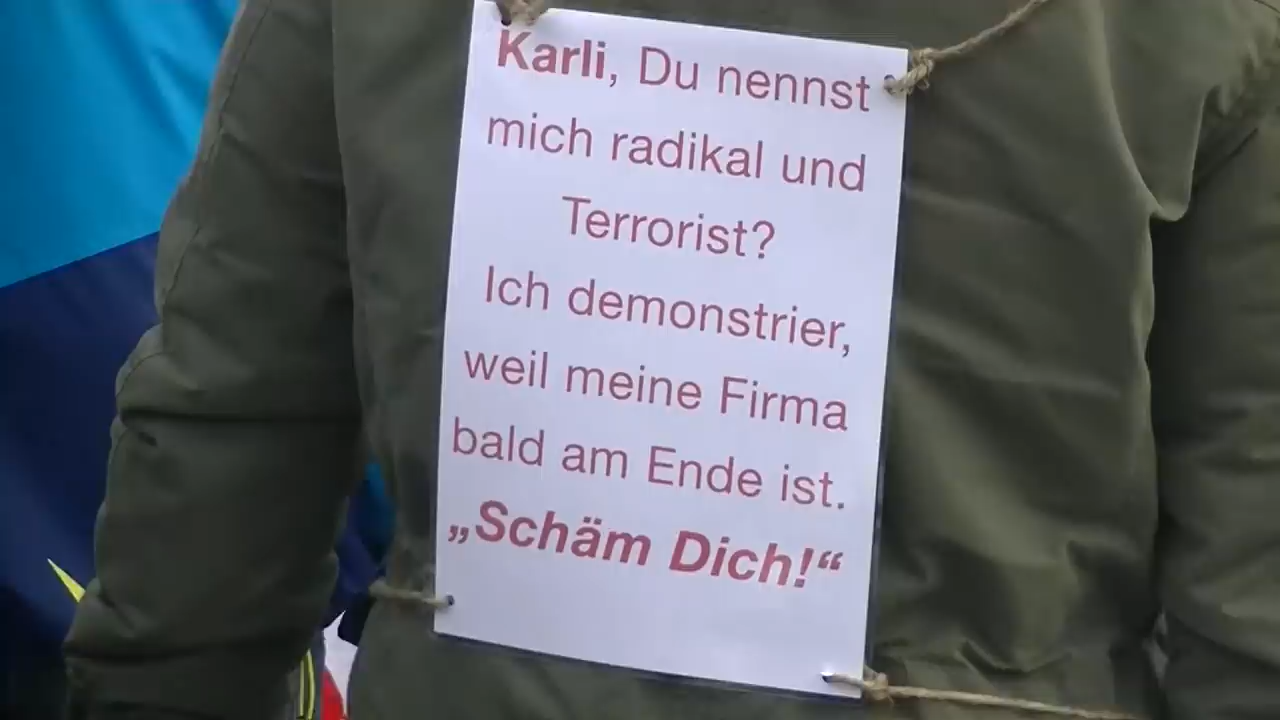 Karli, Du nennst
mich radikal und
Terrorist?
Ich demonstrier,
weil meine Firma
bald am Ende ist.
„Schäm Dich!“